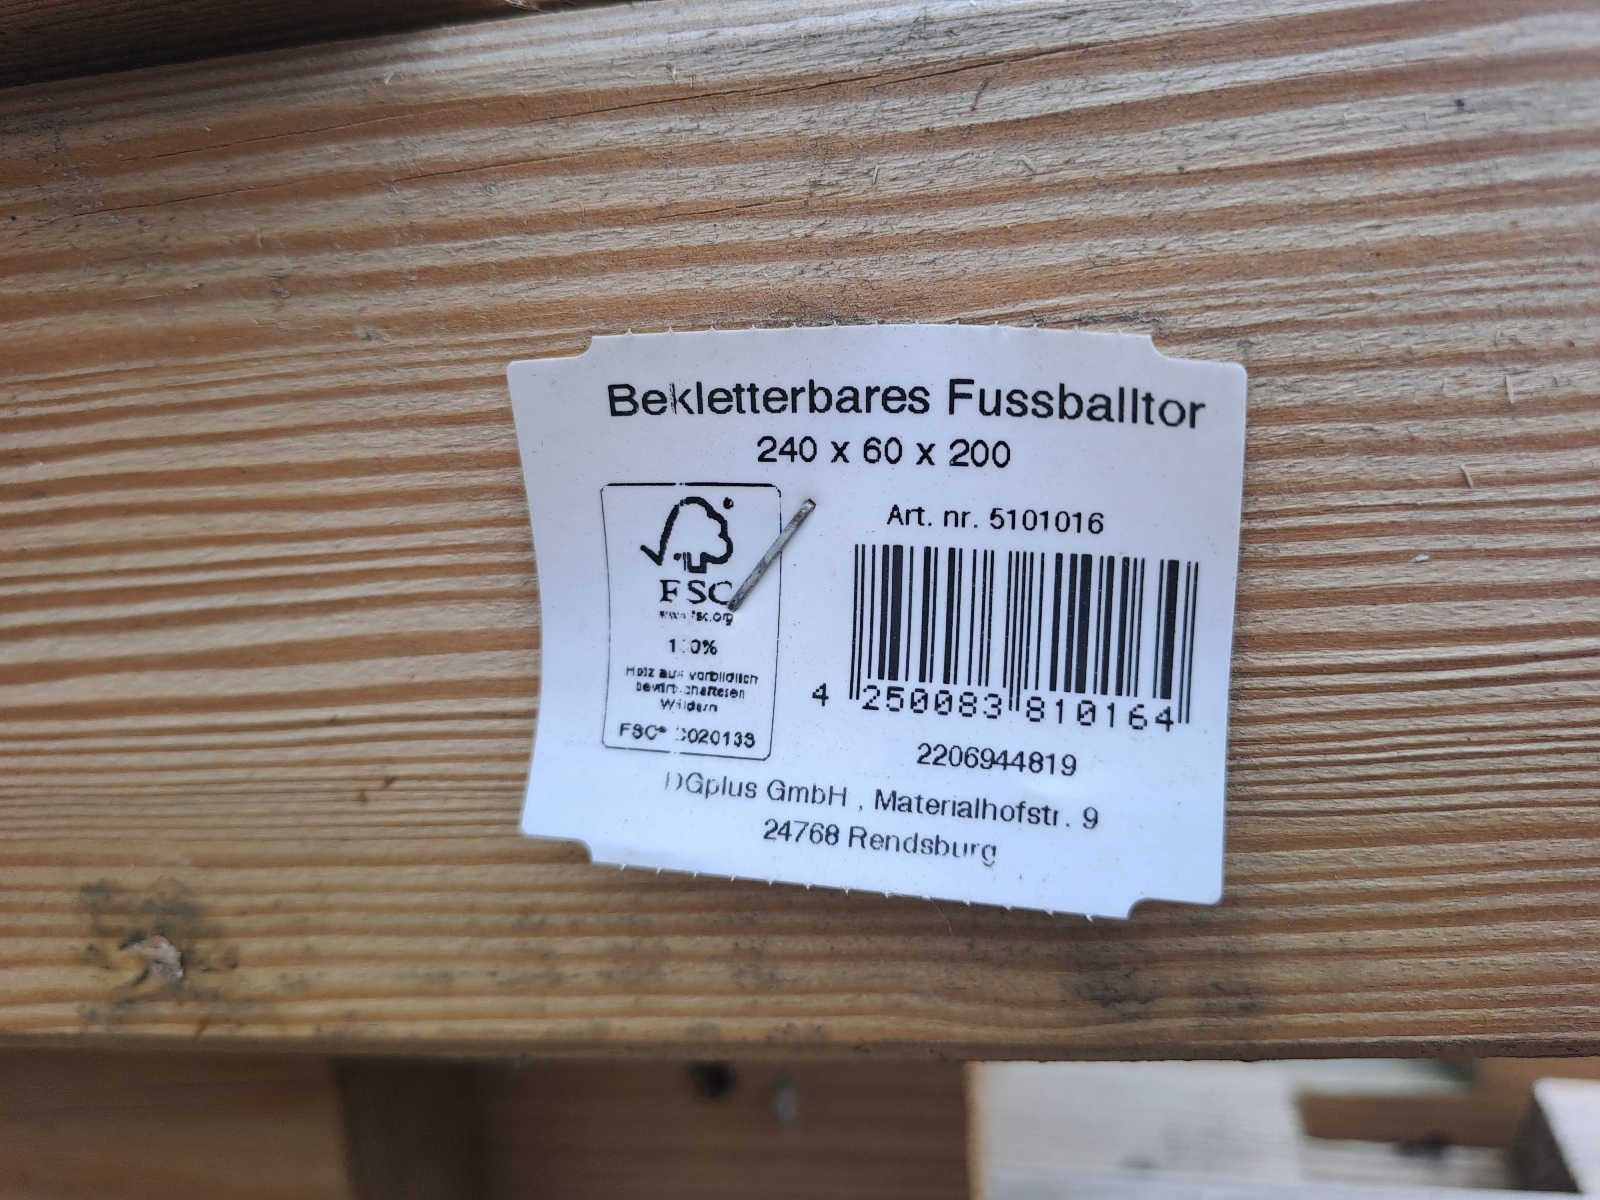 Bekletterbares Fussballtor
240 x 60 x 200
Art. nr. 5101016
FSC
www.fsc.org
100%
Holz aus vorbildlich
bewirtschafteten
Wäldern
FSC®
4 250083 810164
2206944819
DGplus GmbH , Materialhofstr. 9
24768 Rendsburg